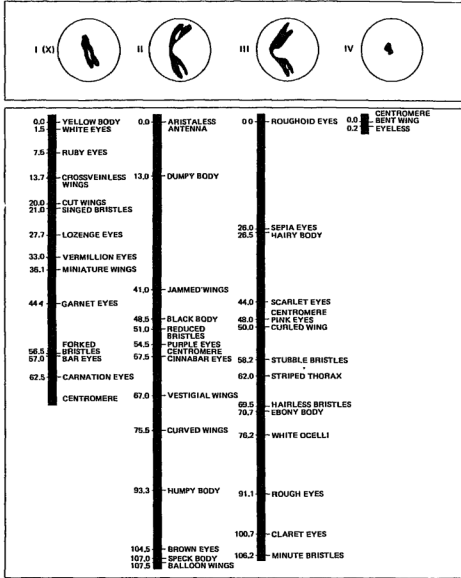 I (X)
II
III
IV
0.0 YELLOW BODY
1.5 WHITE EYES
7.5 RUBY EYES
13.7 CROSSVEINLESS
WINGS
20.0 CUT WINGS
21.0 SINGED BRISTLES
27.7 LOZENGE EYES
33.0 VERMILLION EYES
36.1 MINIATURE WINGS
44.4 GARNET EYES
FORKED
56.5 BRISTLES
57.0 BAR EYES
62.5 CARNATION EYES
CENTROMERE
0.0 ARISTALESS
ANTENNA
13.0 DUMPY BODY
41.0 JAMMED WINGS
48.5 BLACK BODY
51.0 REDUCED
BRISTLES
54.5 PURPLE EYES
CENTROMERE
57.5 CINNABAR EYES
67.0 VESTIGIAL WINGS
75.5 CURVED WINGS
93.3 HUMPY BODY
104.5 BROWN EYES
107.0 SPECK BODY
107.5 BALLOON WINGS
0 0 ROUGHOID EYES
26.0 SEPIA EYES
26.5 HAIRY BODY
44.0 SCARLET EYES
CENTROMERE
48.0 PINK EYES
50.0 CURLED WING
58.2 STUBBLE BRISTLES
62.0 STRIPED THORAX
69.5 HAIRLESS BRISTLES
70.7 EBONY BODY
76.2 WHITE OCELLI
91.1 ROUGH EYES
100.7 CLARET EYES
106.2 MINUTE BRISTLES
CENTROMERE
0.0 BENT WING
0.2 EYELESS